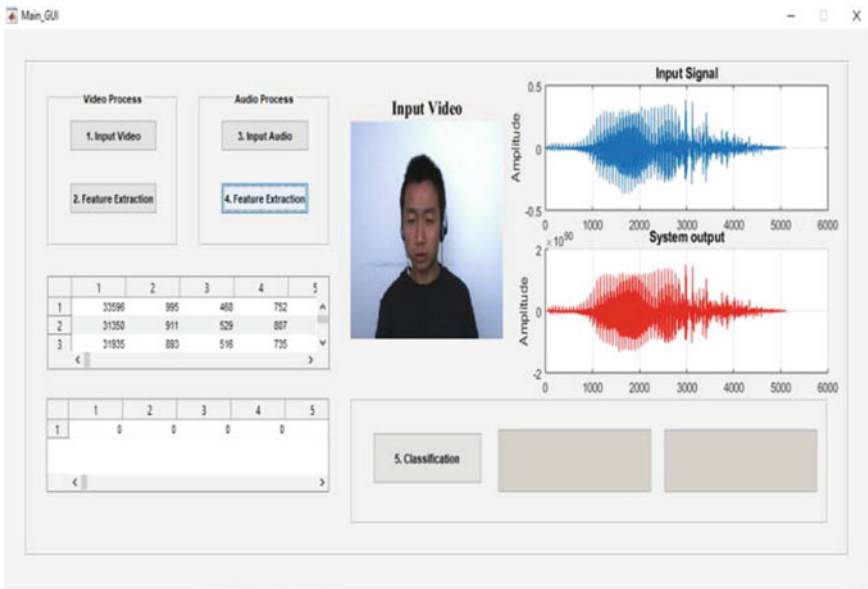 Main_GUI
Video Process
1. Input Video
2. Feature Extraction
Audio Process
3. Input Audio
4. Feature Extraction
Input Video
Input Signal
Amplitude
0.5
0
-0.5
0 1000 2000 3000 4000 5000 6000
System output
×10^90
Amplitude
2
0
-2
0 1000 2000 3000 4000 5000 6000
1 2 3 4 5
1 33596 995 468 752
2 31350 911 529 887
3 31935 893 516 735
1 2 3 4 5
1 0 0 0 0
5. Classification